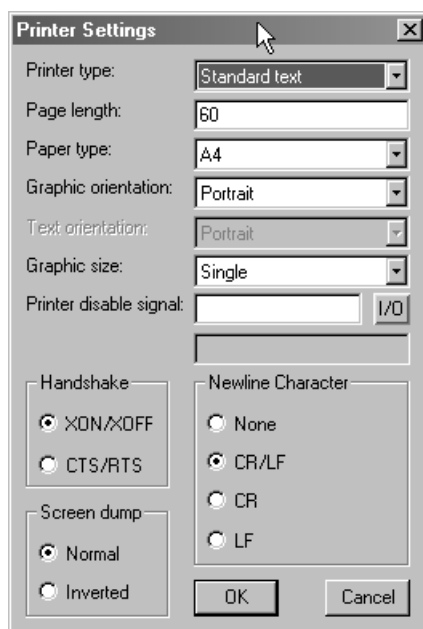 Printer Settings
Printer type: Standard text
Page length: 60
Paper type: A4
Graphic orientation: Portrait
Text orientation: Portrait
Graphic size: Single
Printer disable signal: I/O
Handshake
XON/XOFF
CTS/RTS
Screen dump
Normal
Inverted
Newline Character
None
CR/LF
CR
LF
OK Cancel